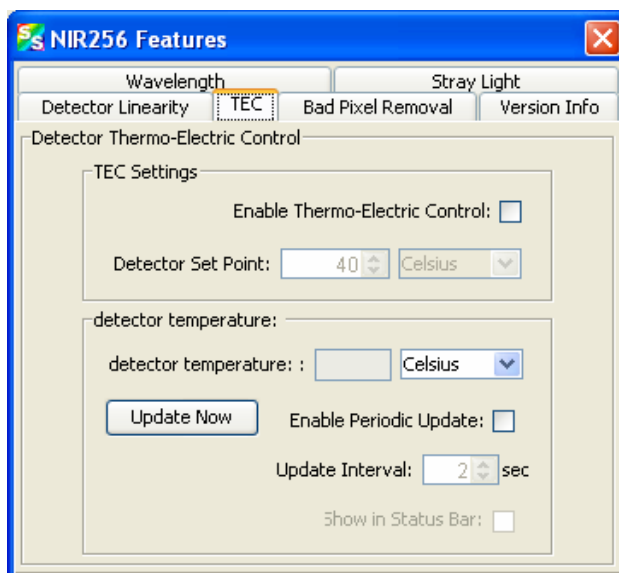 NIR256 Features
Wavelength Stray Light
Detector Linearity TEC Bad Pixel Removal Version Info
Detector Thermo-Electric Control
TEC Settings
Enable Thermo-Electric Control:
Detector Set Point: 40 Celsius
detector temperature:
detector temperature: : Celsius
Update Now Enable Periodic Update:
Update Interval: 2 sec
Show in Status Bar: